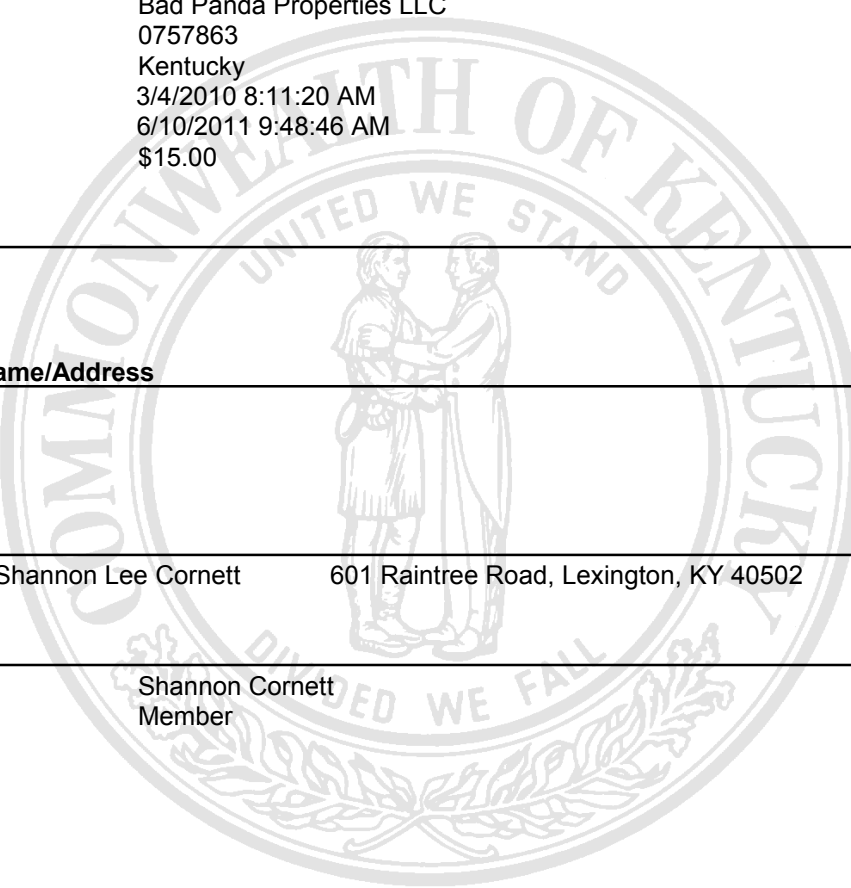 Bad Panda Properties LLC
0757863
Kentucky
3/4/2010 8:11:20 AM
6/10/2011 9:48:46 AM
$15.00
COMMONWEALTH OF KENTUCKY
UNITED WE STAND
ame/Address
Shannon Lee Cornett 601 Raintree Road, Lexington, KY 40502
DIVIDED WE FALL
Shannon Cornett
Member